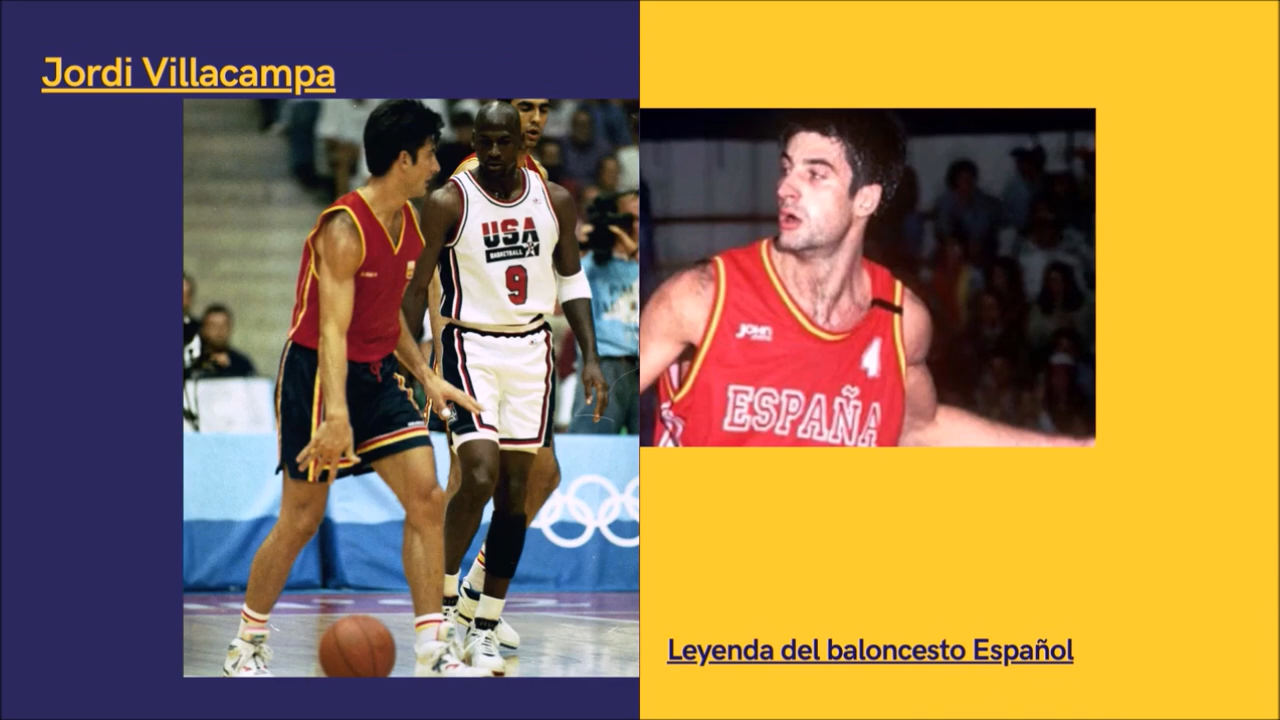 Jordi Villacampa
USA
BASKETBALL
9
JOHN
4
ESPAÑA
Leyenda del baloncesto Español